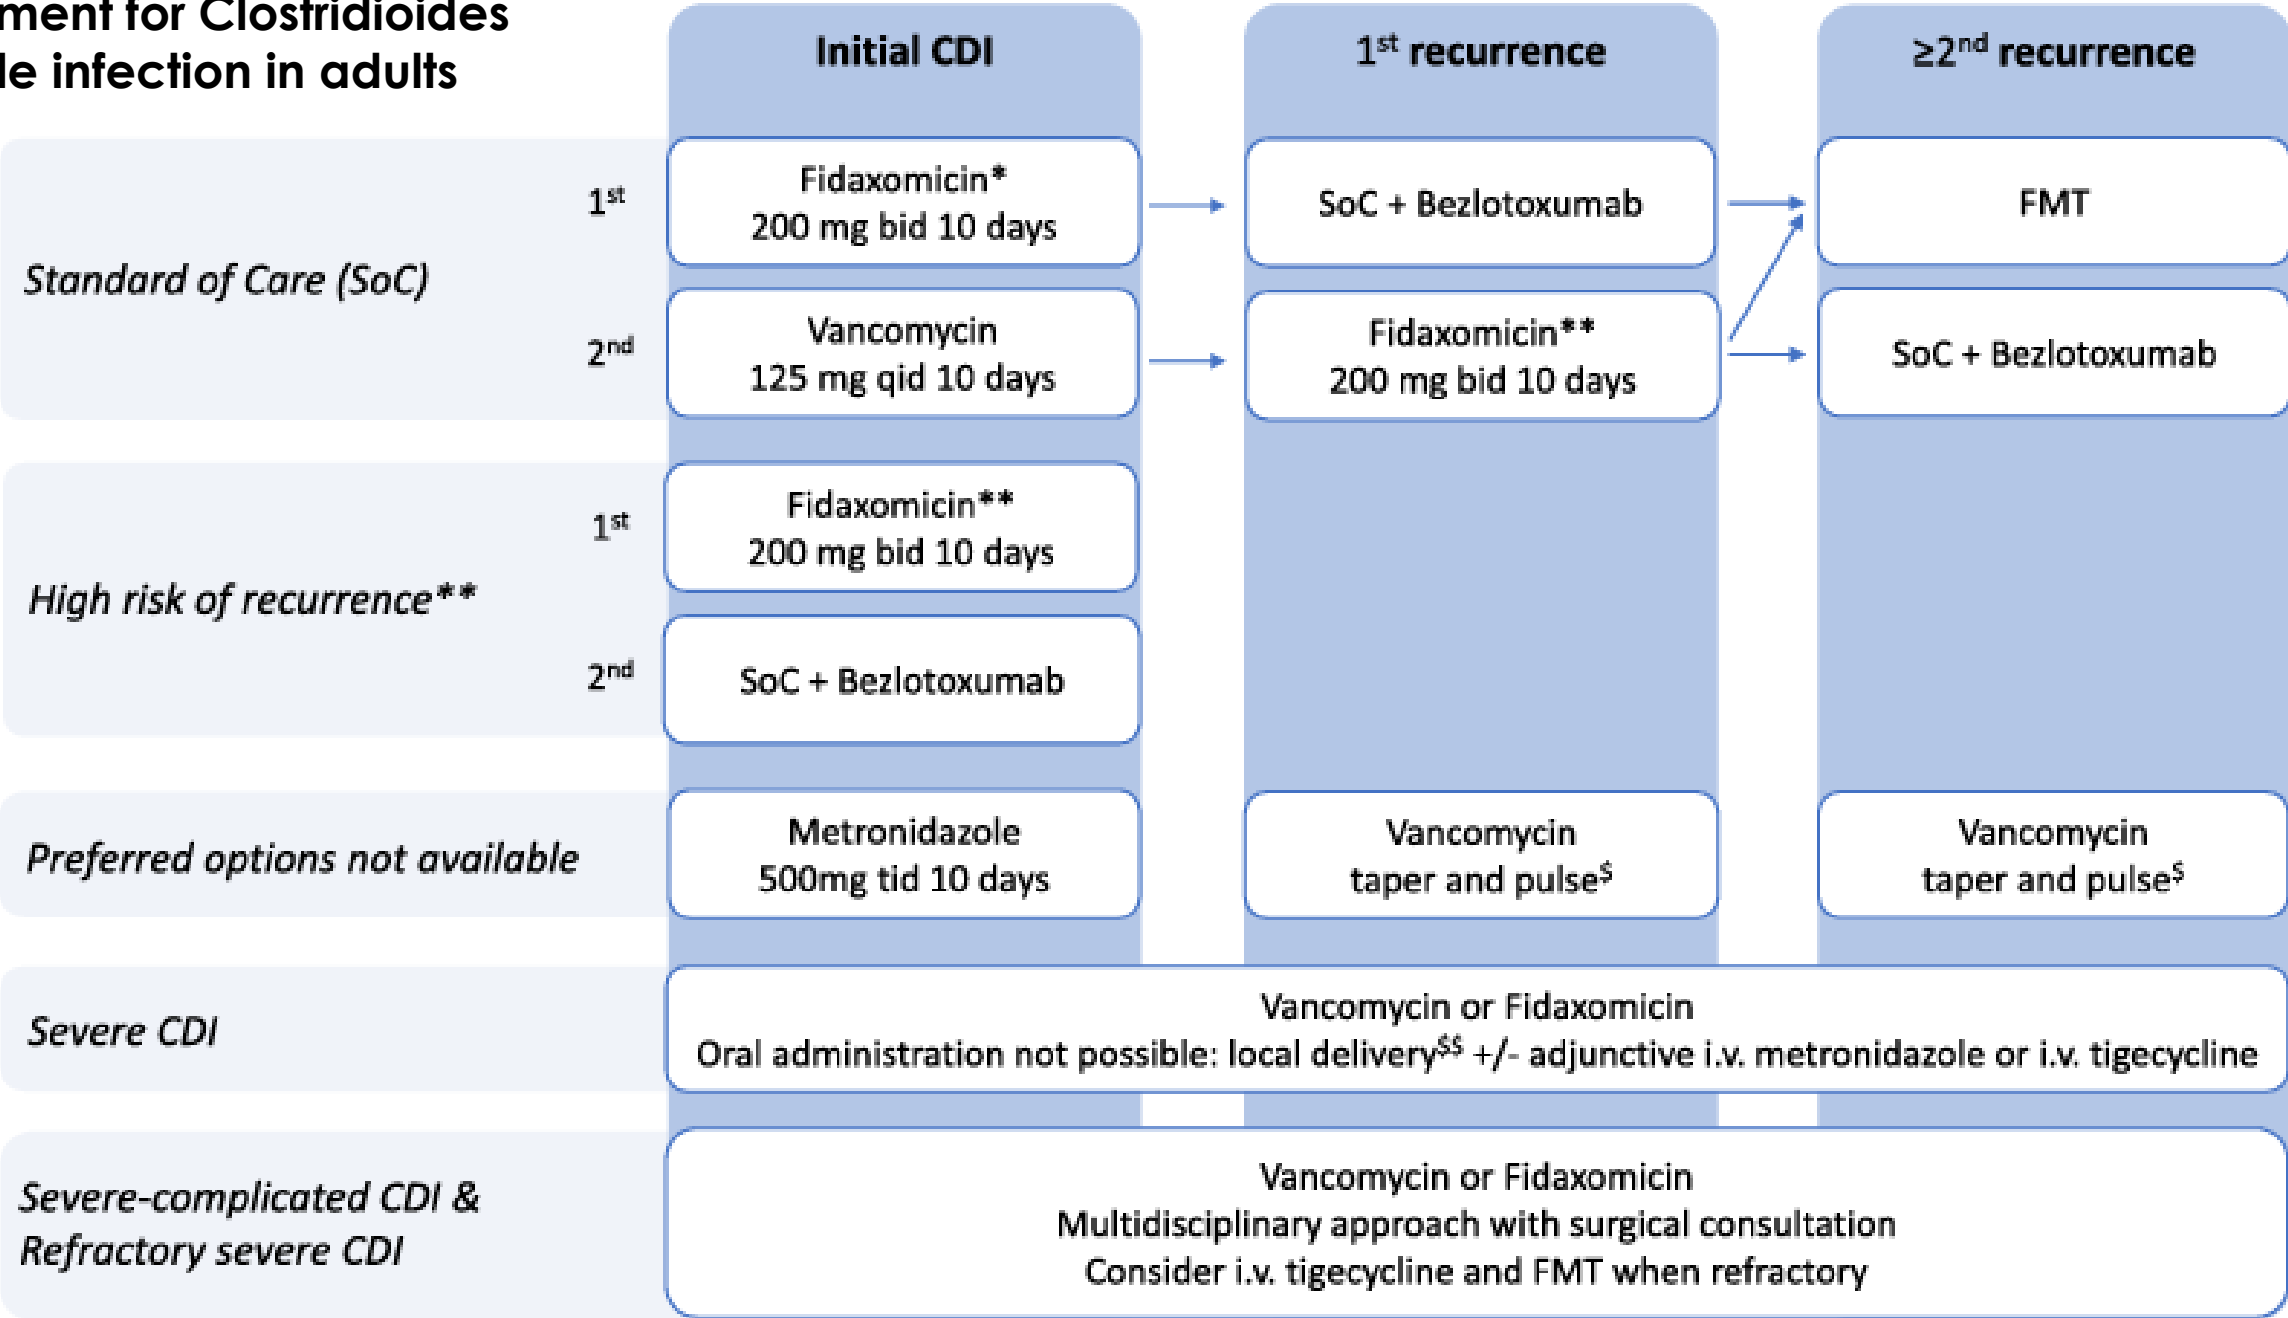 ment for Clostridioides
le infection in adults
Initial CDI
1st recurrence
≥2nd recurrence
Standard of Care (SoC)
1st
Fidaxomicin*
200 mg bid 10 days
SoC + Bezlotoxumab
FMT
2nd
Vancomycin
125 mg qid 10 days
Fidaxomicin**
200 mg bid 10 days
SoC + Bezlotoxumab
High risk of recurrence**
1st
Fidaxomicin**
200 mg bid 10 days
2nd
SoC + Bezlotoxumab
Preferred options not available
Metronidazole
500mg tid 10 days
Vancomycin
taper and pulse$
Vancomycin
taper and pulse$
Severe CDI
Vancomycin or Fidaxomicin
Oral administration not possible: local delivery$$ +/- adjunctive i.v. metronidazole or i.v. tigecycline
Severe-complicated CDI &
Refractory severe CDI
Vancomycin or Fidaxomicin
Multidisciplinary approach with surgical consultation
Consider i.v. tigecycline and FMT when refractory